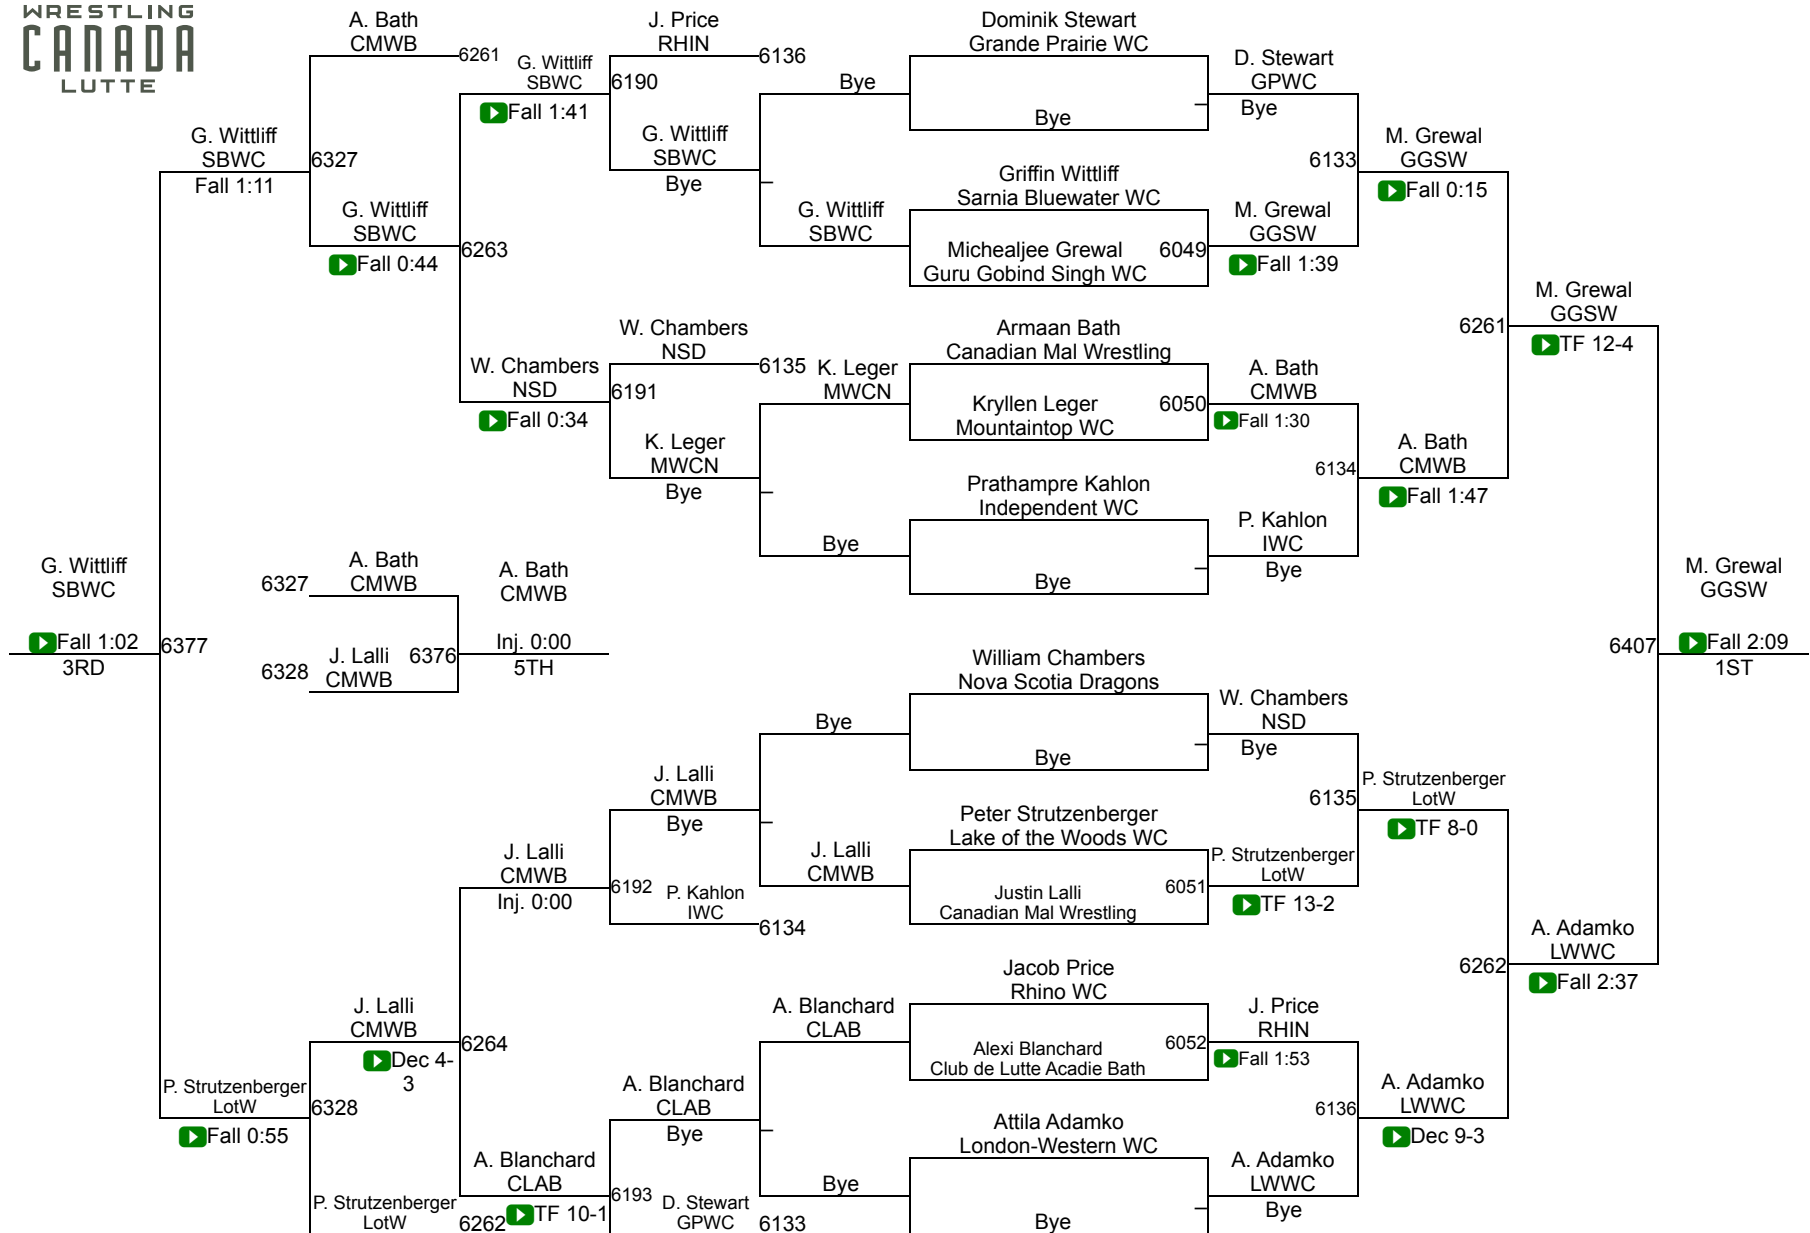 WRESTLING
CANADA
LUTTE
A. Bath
CMWB
6261
G. Wittliff
SBWC
Fall 1:41
J. Price
RHIN
6136
6190
G. Wittliff
SBWC
Bye
Bye
Dominik Stewart
Grande Prairie WC
Bye
D. Stewart
GPWC
Bye
G. Wittliff
SBWC
Fall 1:11
6327
G. Wittliff
SBWC
Fall 0:44
6263
G. Wittliff
SBWC
Griffin Wittliff
Sarnia Bluewater WC
Michealjee Grewal
Guru Gobind Singh WC
6049
M. Grewal
GGSW
Fall 1:39
6133
M. Grewal
GGSW
Fall 0:15
W. Chambers
NSD
Fall 0:34
W. Chambers
NSD
6135
6191
K. Leger
MWCN
Bye
K. Leger
MWCN
Armaan Bath
Canadian Mal Wrestling
Kryllen Leger
Mountaintop WC
6050
A. Bath
CMWB
Fall 1:30
6261
M. Grewal
GGSW
TF 12-4
Bye
Prathampre Kahlon
Independent WC
Bye
P. Kahlon
IWC
Bye
6134
A. Bath
CMWB
Fall 1:47
G. Wittliff
SBWC
Fall 1:02
3RD
6377
6327
A. Bath
CMWB
6328
J. Lalli
CMWB
6376
A. Bath
CMWB
Inj. 0:00
5TH
6407
M. Grewal
GGSW
Fall 2:09
1ST
Bye
William Chambers
Nova Scotia Dragons
Bye
W. Chambers
NSD
Bye
J. Lalli
CMWB
Bye
J. Lalli
CMWB
Peter Strutzenberger
Lake of the Woods WC
Justin Lalli
Canadian Mal Wrestling
6051
P. Strutzenberger
LotW
TF 13-2
6135
P. Strutzenberger
LotW
TF 8-0
J. Lalli
CMWB
Inj. 0:00
6192
P. Kahlon
IWC
6134
6262
A. Adamko
LWWC
Fall 2:37
J. Lalli
CMWB
Dec 4-
3
6264
A. Blanchard
CLAB
Jacob Price
Rhino WC
Alexi Blanchard
Club de Lutte Acadie Bath
6052
J. Price
RHIN
Fall 1:53
P. Strutzenberger
LotW
Fall 0:55
6328
A. Blanchard
CLAB
Bye
Attila Adamko
London-Western WC
6136
A. Adamko
LWWC
Dec 9-3
P. Strutzenberger
LotW
6262
A. Blanchard
CLAB
TF 10-1
6193
D. Stewart
GPWC
6133
Bye
Bye
A. Adamko
LWWC
Bye